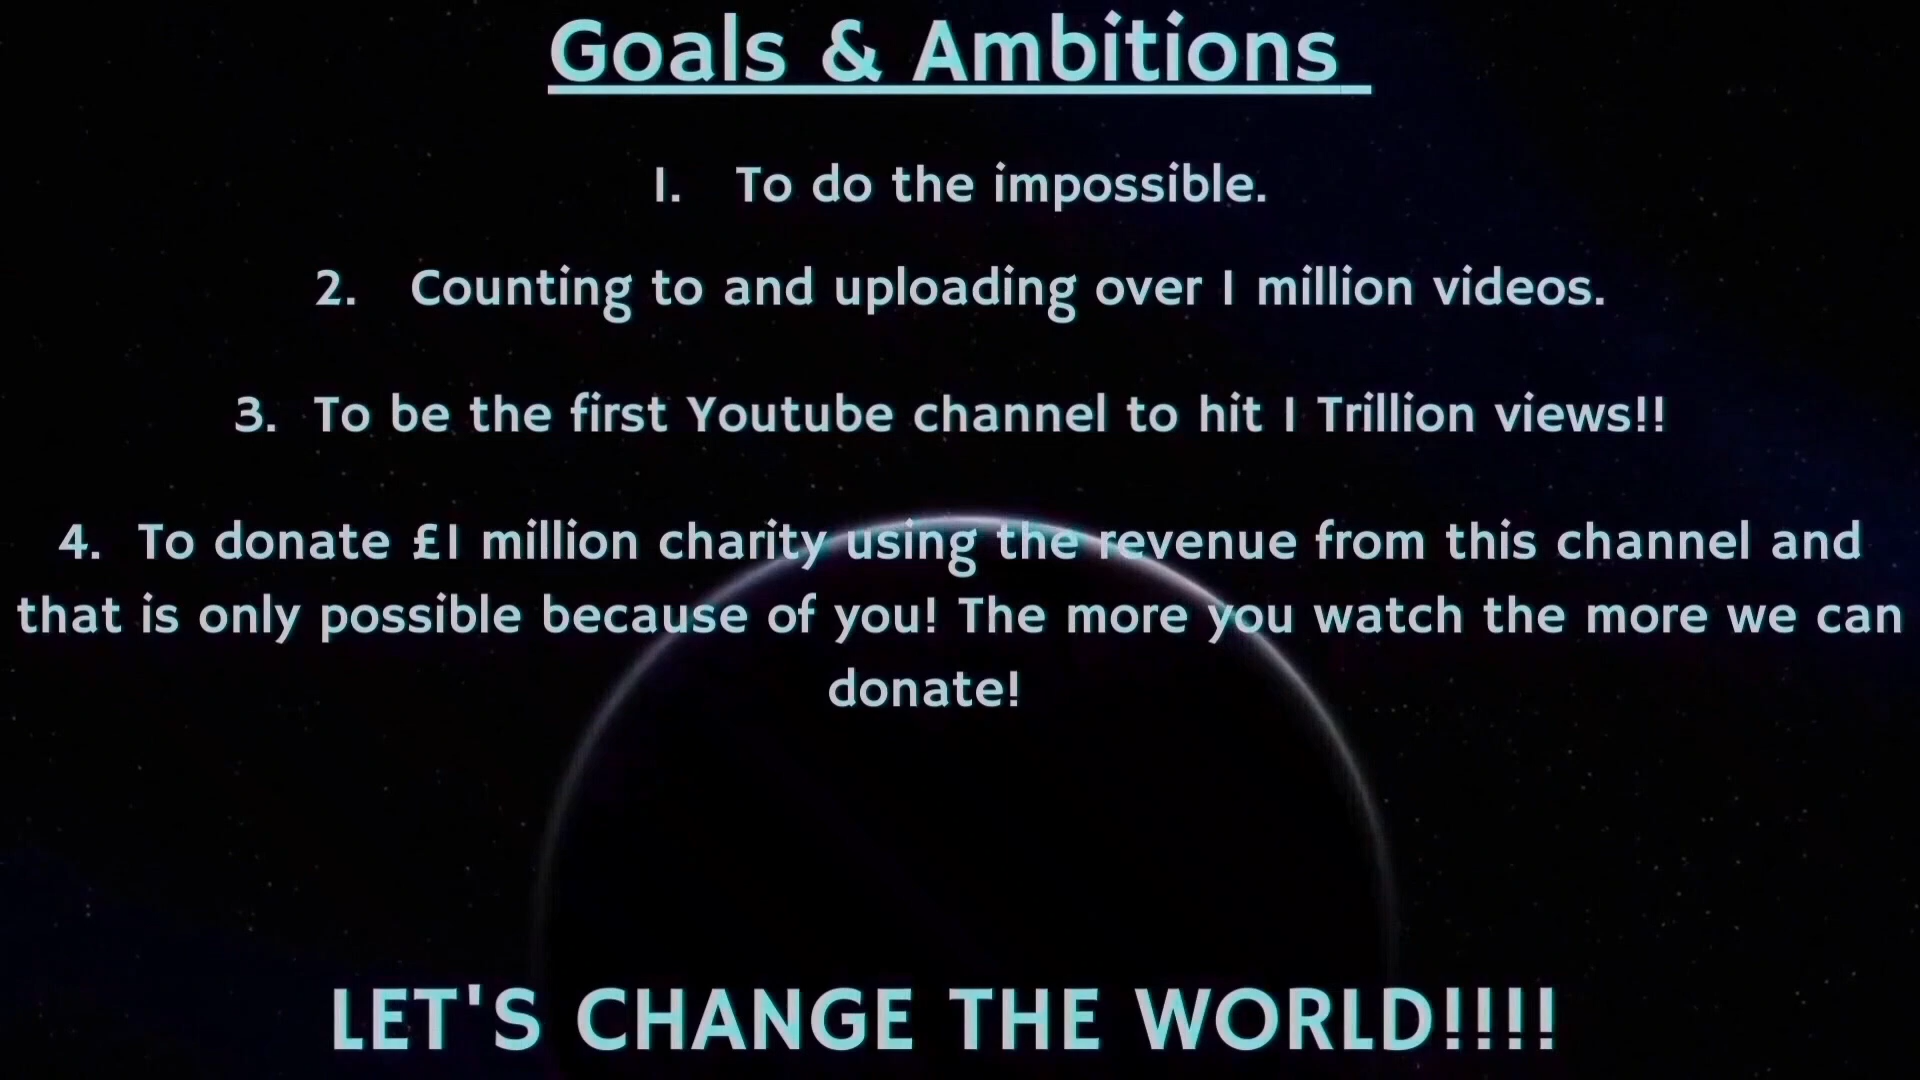 Goals & Ambitions
1. To do the impossible.
2. Counting to and uploading over 1 million videos.
3. To be the first Youtube channel to hit 1 Trillion views!!
4. To donate £1 million charity using the revenue from this channel and
that is only possible because of you! The more you watch the more we can
donate!
LET'S CHANGE THE WORLD!!!!